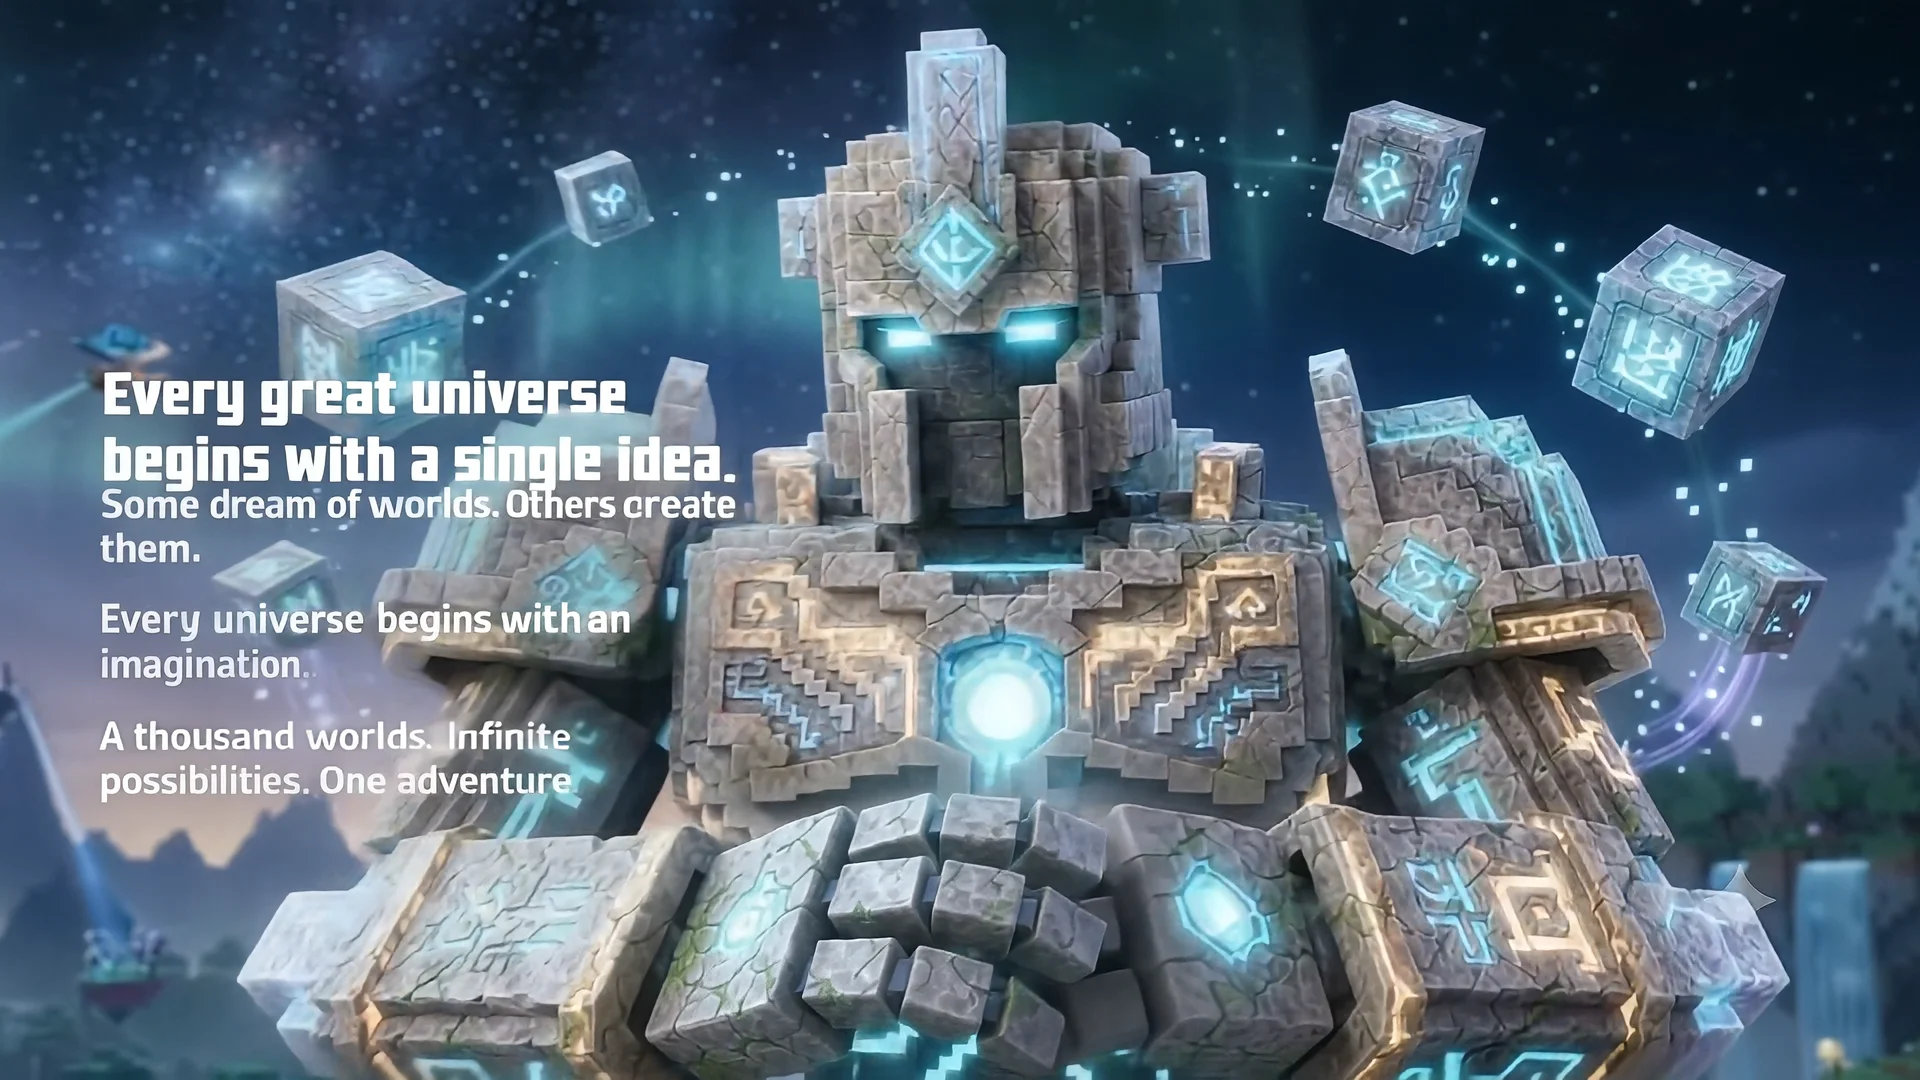 Every great universe
begins with a single idea.
Some dream of worlds. Others create
them.
Every universe begins with an
imagination..
A thousand worlds. Infinite
possibilities. One adventure